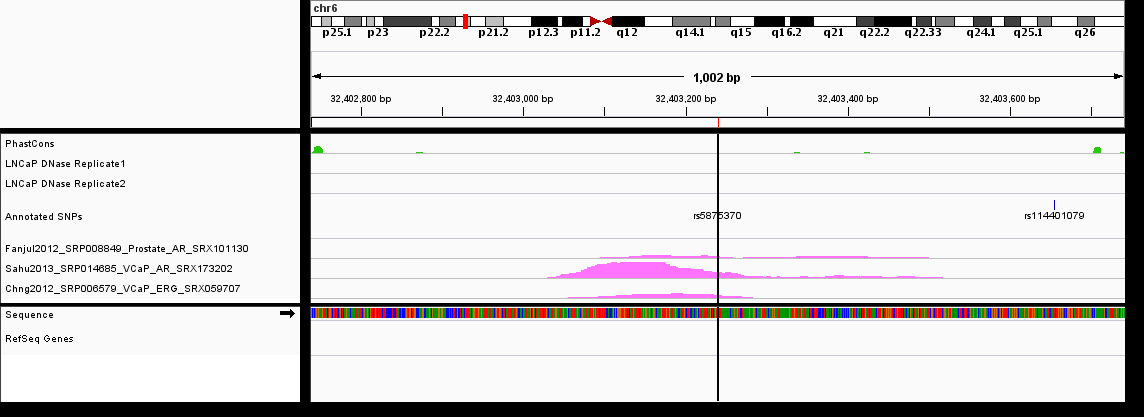 chr6
p25.1 p23 p22.2 p21.2 p12.3 p11.2 q12 q14.1 q15 q16.2 q21 q22.2 q22.33 q24.1 q25.1 q26
1,002 bp
32,402,800 bp 32,403,000 bp 32,403,200 bp 32,403,400 bp 32,403,600 bp
PhastCons
LNCaP DNase Replicate1
LNCaP DNase Replicate2
Annotated SNPs rs5875370 rs114401079
Fanjul2012_SRP008849_Prostate_AR_SRX101130
Sahu2013_SRP014685_VCaP_AR_SRX173202
Chng2012_SRP006579_VCaP_ERG_SRX059707
Sequence
RefSeq Genes